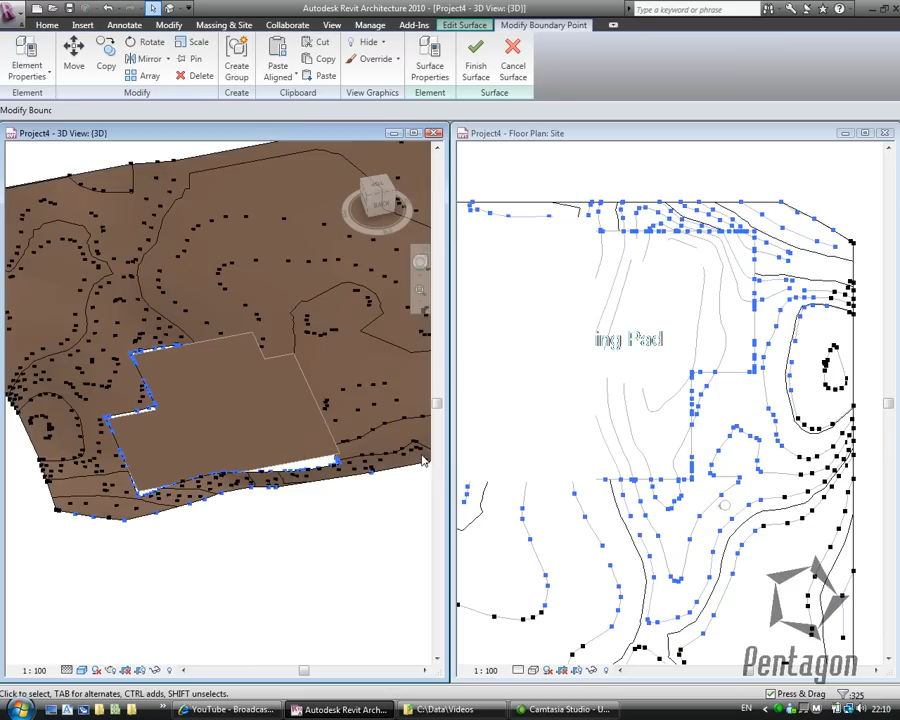 Autodesk Revit Architecture 2010 - [Project4 - 3D View: {3D}]
Type a keyword or phrase
Home Insert Annotate Modify Massing & Site Collaborate View Manage Add-Ins Edit Surface Modify Boundary Point
Element Properties
Move
Copy
Rotate
Mirror
Array
Scale
Pin
Delete
Create Group
Paste Aligned
Cut
Copy
Paste
Hide
Override
Surface Properties
Finish Surface
Cancel Surface
Element Modify Create Clipboard View Graphics Element Surface
Modify Bounc
Project4 - 3D View: {3D}
Project4 - Floor Plan: Site
BACK
ing Pad
Pentagon
1 : 100
1 : 100
Click to select, TAB for alternates, CTRL adds, SHIFT unselects.
Press & Drag
:325
YouTube - Broadcas...
Autodesk Revit Arch...
C:\Data\Videos
Camtasia Studio - U...
EN
22:10